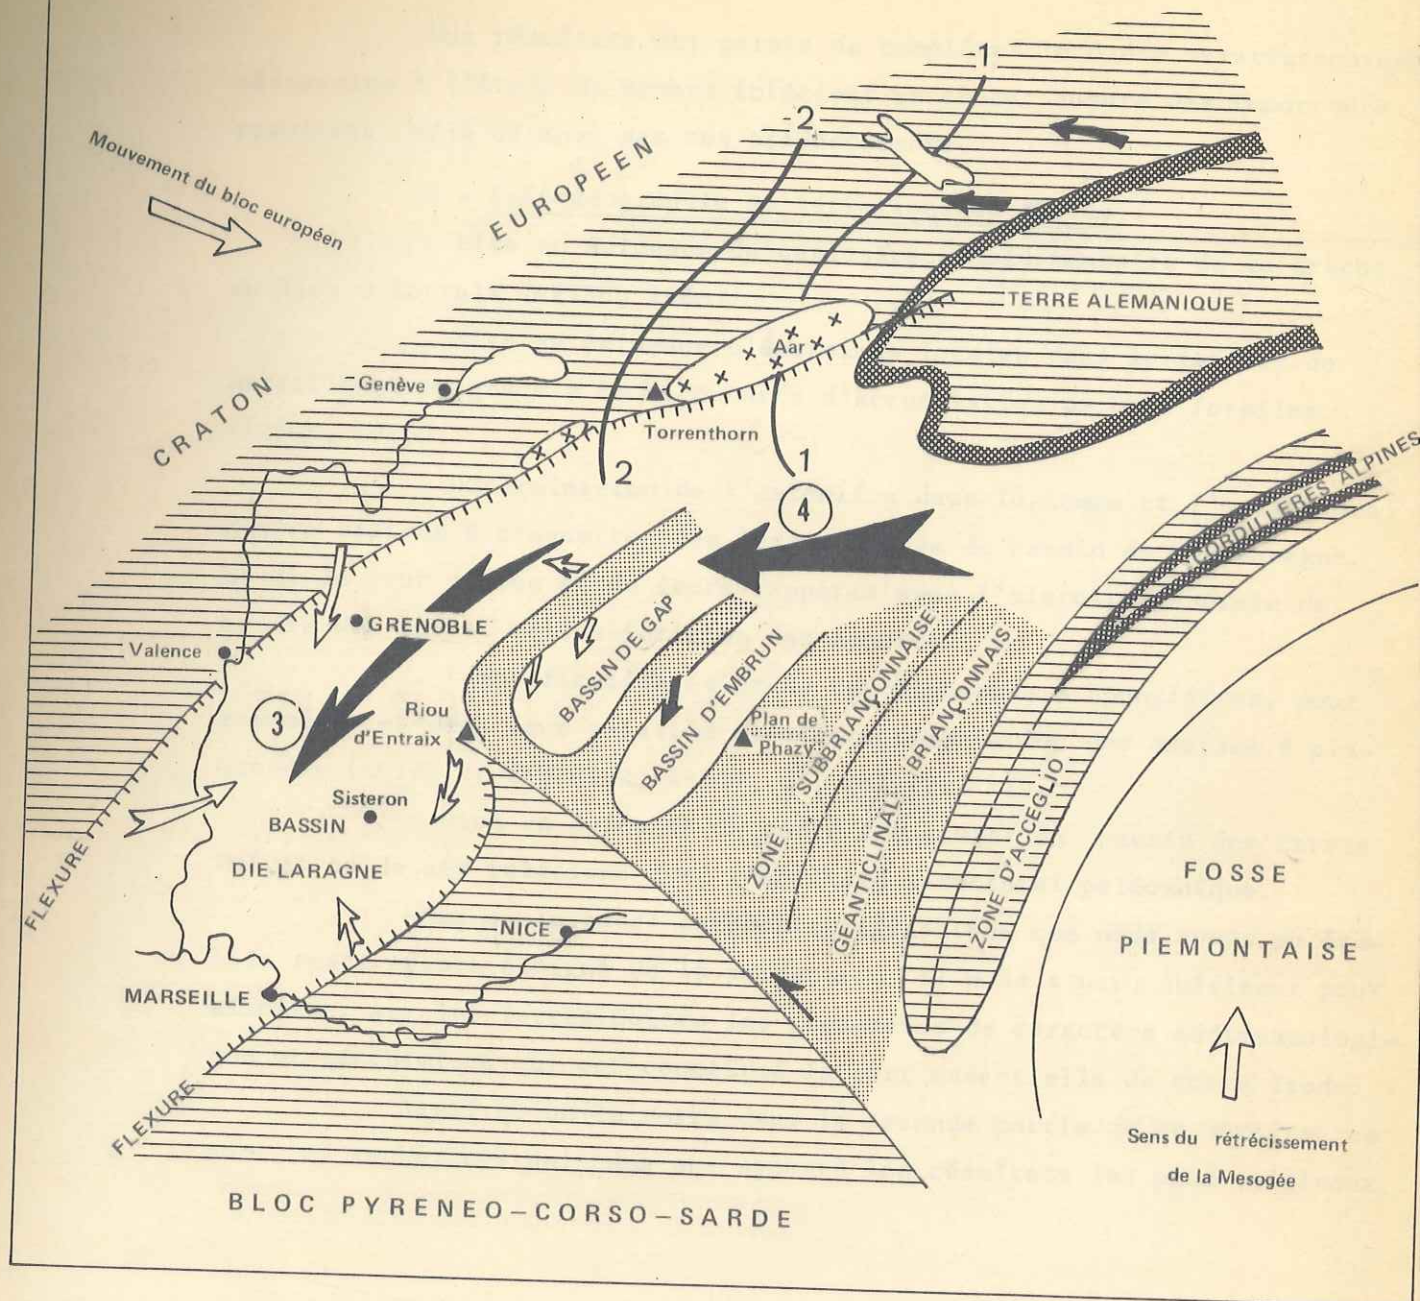 1
2
Mouvement du bloc européen
CRATON EUROPEEN
TERRE ALEMANIQUE
Aar
Genève
Torrenthorn
2
1
4
CORDILLERES ALPINES
GRENOBLE
Valence
BASSIN DE GAP
BASSIN D'EMBRUN
3
Riou
d'Entraix
Plan de
Phazy
ZONE SUBBRIANÇONNAISE
GEANTICLINAL BRIANÇONNAIS
ZONE D'ACCEGLIO
Sisteron
BASSIN
DIE LARAGNE
FLEXURE
NICE
MARSEILLE
FOSSE
PIEMONTAISE
FLEXURE
Sens du rétrécissement
de la Mesogée
BLOC PYRENEO-CORSO-SARDE